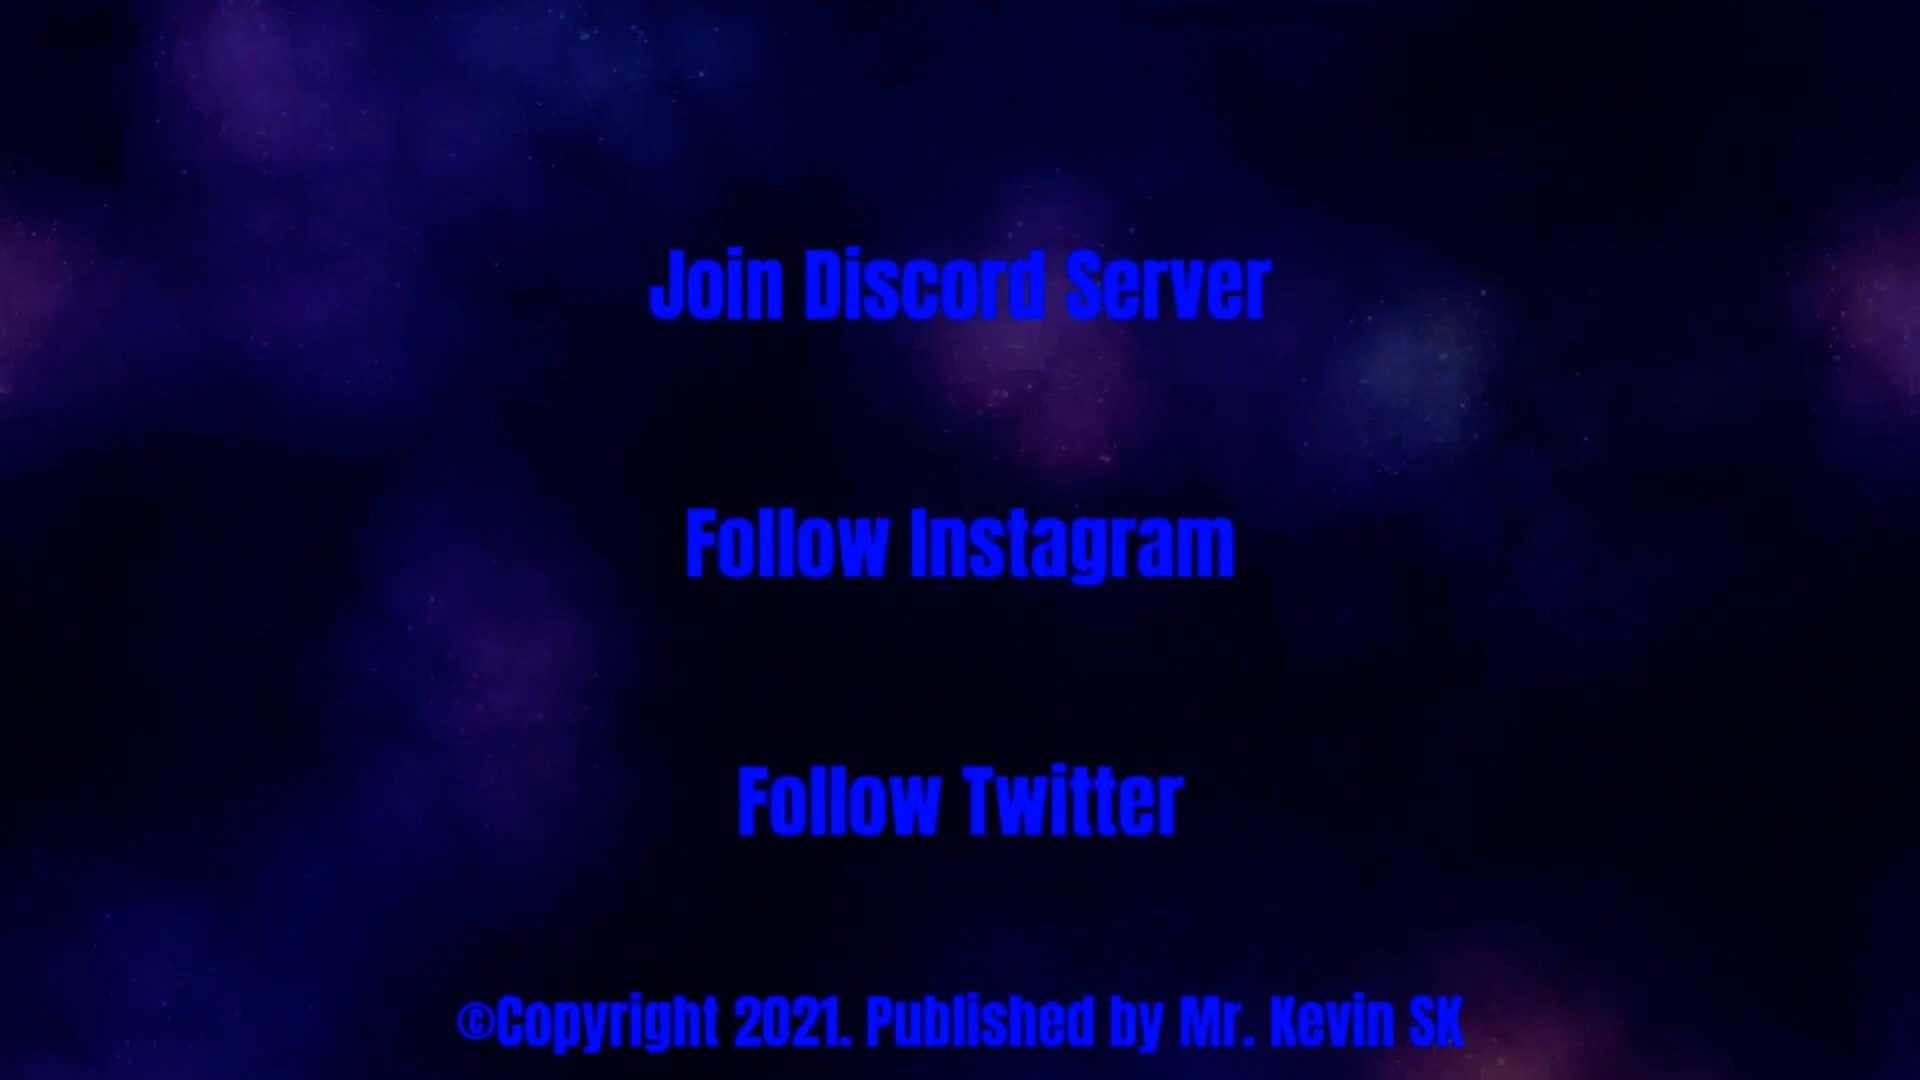 Join Discord Server
Follow Instagram
Follow Twitter
©Copyright 2021. Published by Mr. Kevin SK